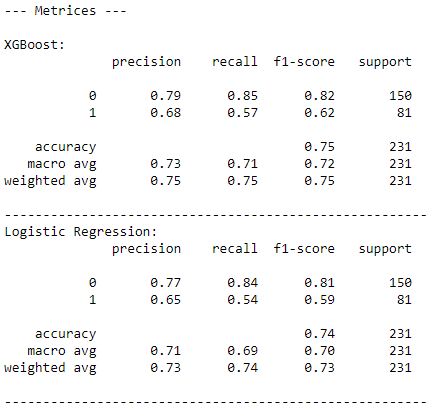 --- Metrices ---
XGBoost:
precision recall f1-score support
0 0.79 0.85 0.82 150
1 0.68 0.57 0.62 81
accuracy 0.75 231
macro avg 0.73 0.71 0.72 231
weighted avg 0.75 0.75 0.75 231
-------------------------------------------------------
Logistic Regression:
precision recall f1-score support
0 0.77 0.84 0.81 150
1 0.65 0.54 0.59 81
accuracy 0.74 231
macro avg 0.71 0.69 0.70 231
weighted avg 0.73 0.74 0.73 231
-------------------------------------------------------